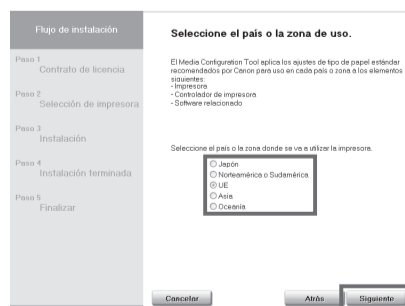 Flujo de instalación
Paso 1
Contrato de licencia
Paso 2
Selección de impresora
Paso 3
Instalación
Paso 4
Instalación terminada
Paso 5
Finalizar
Seleccione el país o la zona de uso.
El Media Configuration Tool aplica los ajustes de tipo de papel estándar
recomendados por Canon para uso en cada país o zona a los elementos
siguientes:
- Impresora
- Controlador de impresora
- Software relacionado
Seleccione el país o la zona donde se va a utilizar la impresora.
Japón
Norteamérica o Sudamérica
UE
Asia
Oceanía
Cancelar
Atrás
Siguiente